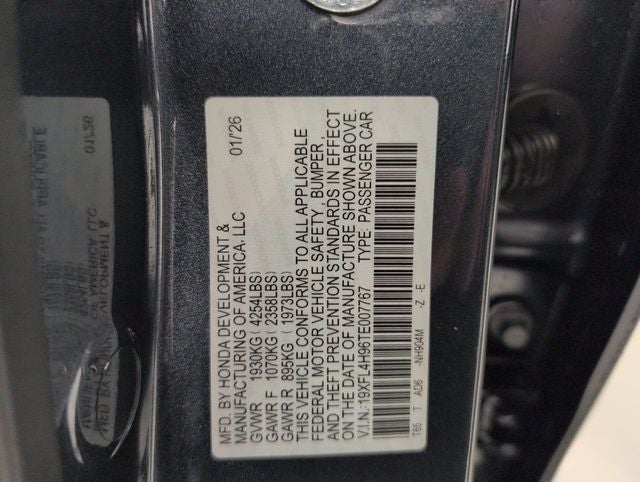 MFD. BY HONDA DEVELOPMENT &
MANUFACTURING OF AMERICA, LLC 01/'26
GVWR 1930KG (4254LBS)
GAWR F 1070KG (2358LBS)
GAWR R 895KG (1973LBS)
THIS VEHICLE CONFORMS TO ALL APPLICABLE
FEDERAL MOTOR VEHICLE SAFETY, BUMPER,
AND THEFT PREVENTION STANDARDS IN EFFECT
ON THE DATE OF MANUFACTURE SHOWN ABOVE.
V.I.N.:19XFL4H96TE007767 TYPE: PASSENGER CAR
T65 T AD6 -NH904M -Z -E